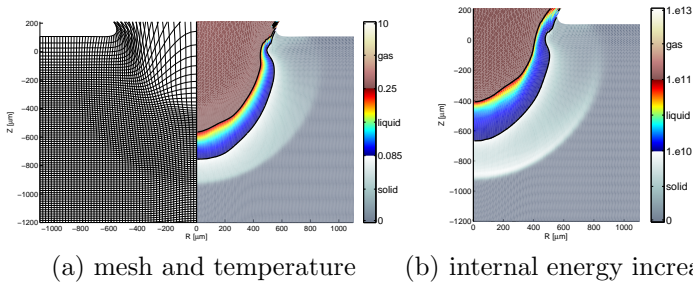 200
0
−200
−400
−600
−800
−1000
−1200
Z [μm]
−1000 −800 −600 −400 −200 0 200 400 600 800 1000
R [μm]
10
gas
0.25
liquid
0.085
solid
0
200
0
−200
−400
−600
−800
−1000
−1200
Z [μm]
0 200 400 600 800 1000
R [μm]
1.e13
gas
1.e11
liquid
1.e10
solid
0
(a) mesh and temperature
(b) internal energy increa